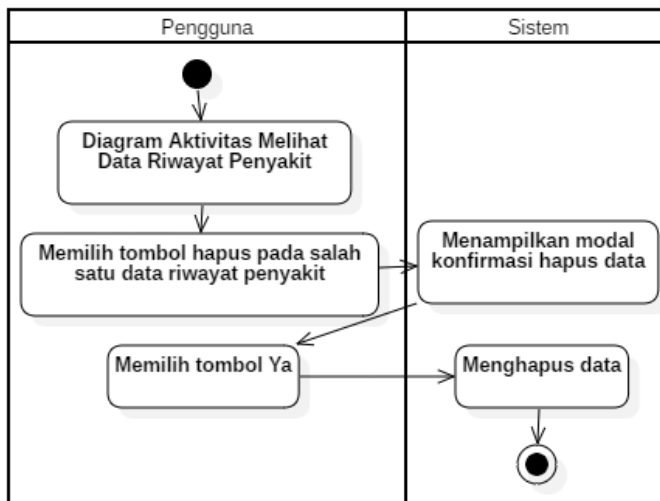 Pengguna
Sistem
Diagram Aktivitas Melihat
Data Riwayat Penyakit
Memilih tombol hapus pada salah
satu data riwayat penyakit
Menampilkan modal
konfirmasi hapus data
Memilih tombol Ya
Menghapus data